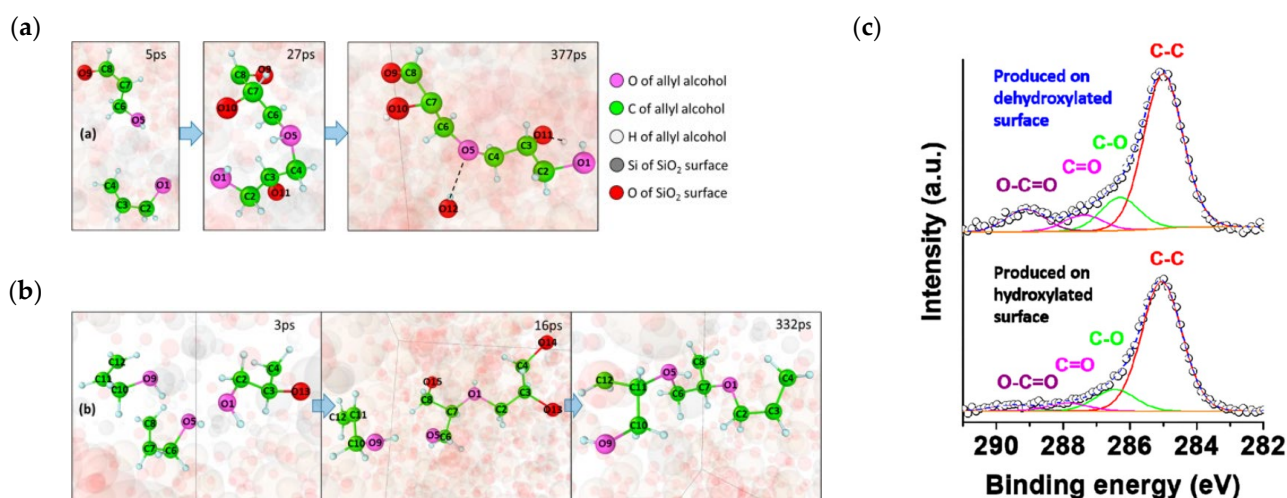 (a)
5ps
O9
C8
C7
C6
O5
(a)
C4
O1
C3
C2
27ps
C8
O9
C7
O10
C6
O5
O1
C3
C4
C2
O11
377ps
O9
C8
O10
C7
C6
O5
C4
C3
O11
C2
O1
O12
O of allyl alcohol
C of allyl alcohol
H of allyl alcohol
Si of SiO2 surface
O of SiO2 surface
(b)
3ps
C12
C11
O9
C10
C8
O5
C7
C6
(b)
C4
C2
C3
O13
O1
16ps
C12
C11
C10
O9
O15
C8
C7
O5
C6
O1
C2
C4
O14
C3
O13
332ps
C12
C11
C10
O9
O5
C6
C8
C7
O1
C2
C3
C4
(c)
C-C
Produced on
dehydroxylated
surface
C-O
C=O
O-C=O
C-C
Produced on
hydroxylated
surface
C-O
C=O
O-C=O
Intensity (a.u.)
290 288 286 284 282
Binding energy (eV)